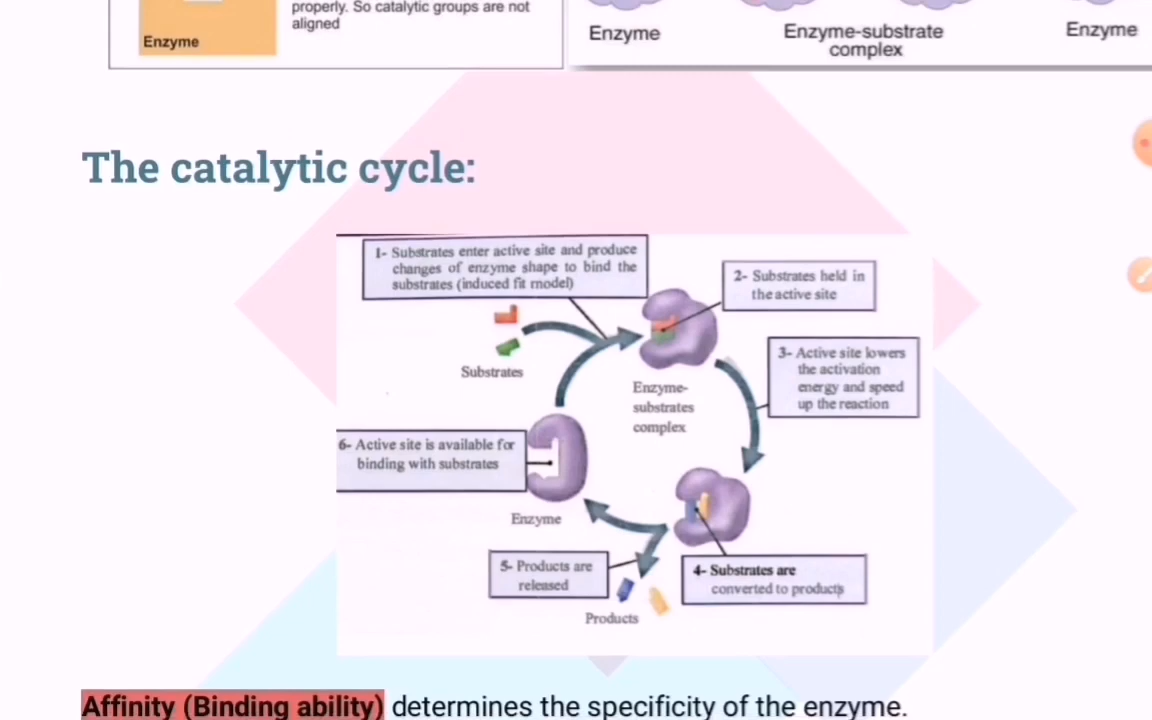 properly. So catalytic groups are not
aligned
Enzyme
Enzyme
Enzyme-substrate
complex
Enzyme
The catalytic cycle:
1- Substrates enter active site and produce
changes of enzyme shape to bind the
substrates (induced fit model)
2- Substrates held in
the active site
Substrates
3- Active site lowers
the activation
energy and speed
up the reaction
Enzyme-
substrates
complex
6- Active site is available for
binding with substrates
Enzyme
5- Products are
released
4- Substrates are
converted to products
Products
Affinity (Binding ability) determines the specificity of the enzyme.